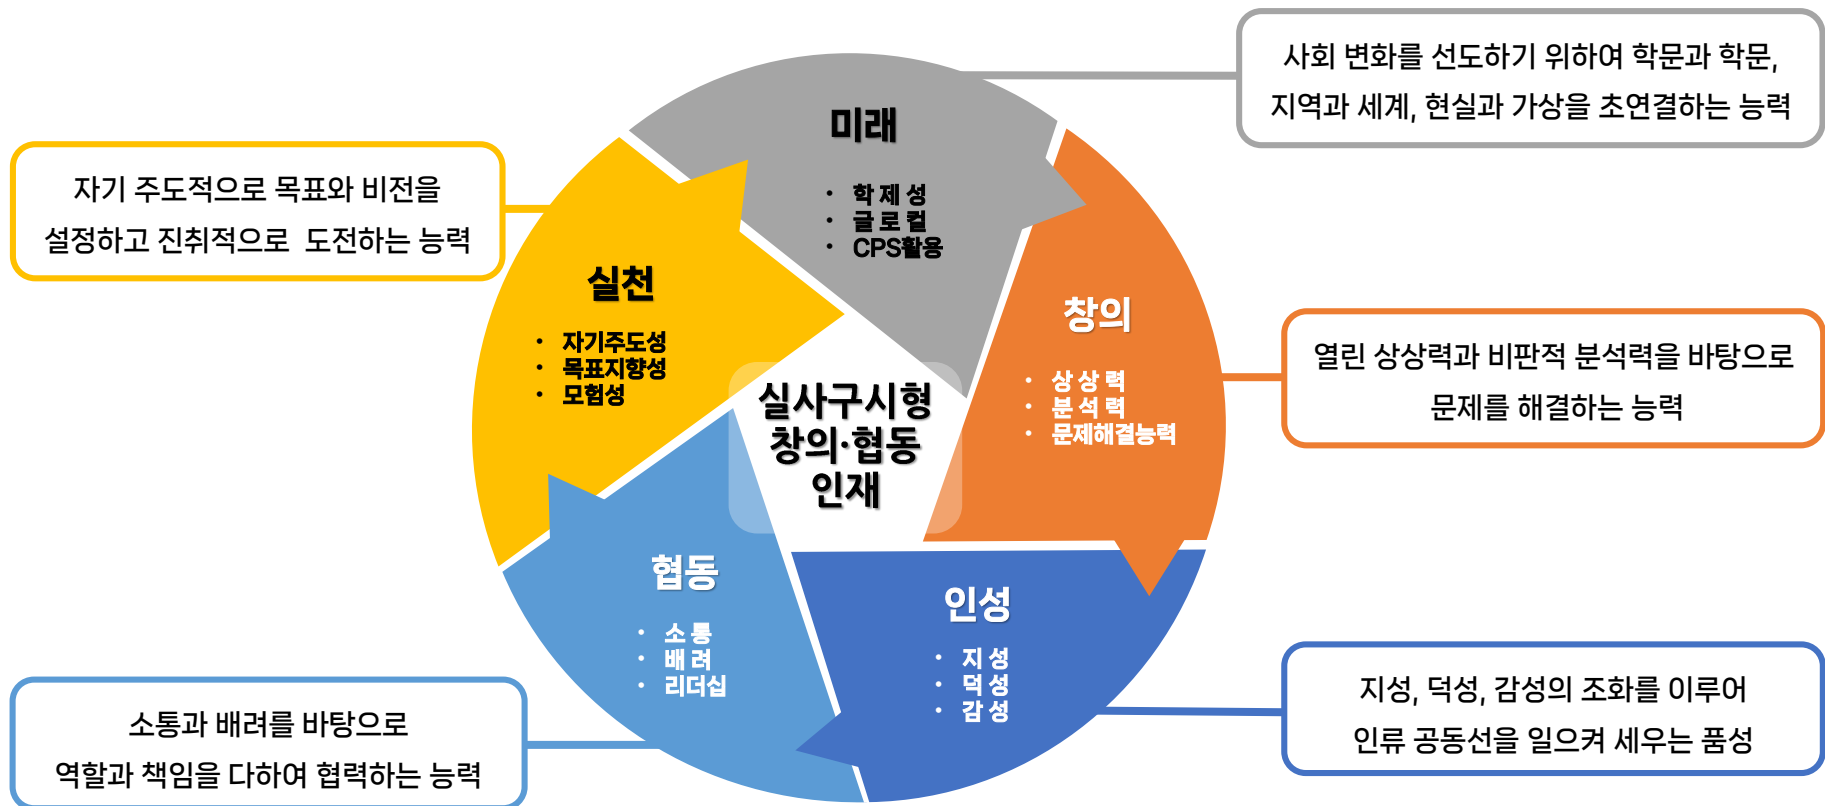 사회 변화를 선도하기 위하여 학문과 학문,
지역과 세계, 현실과 가상을 초연결하는 능력
미래
• 학 제 성
• 글 로 컬
• CPS활용
자기 주도적으로 목표와 비전을
설정하고 진취적으로 도전하는 능력
실천
• 자기주도성
• 목표지향성
• 모험성
창의
• 상 상 력
• 분 석 력
• 문제해결능력
열린 상상력과 비판적 분석력을 바탕으로
문제를 해결하는 능력
실사구시형
창의·협동
인재
협동
• 소 통
• 배 려
• 리더십
인성
• 지 성
• 덕 성
• 감 성
소통과 배려를 바탕으로
역할과 책임을 다하여 협력하는 능력
지성, 덕성, 감성의 조화를 이루어
인류 공동선을 일으켜 세우는 품성